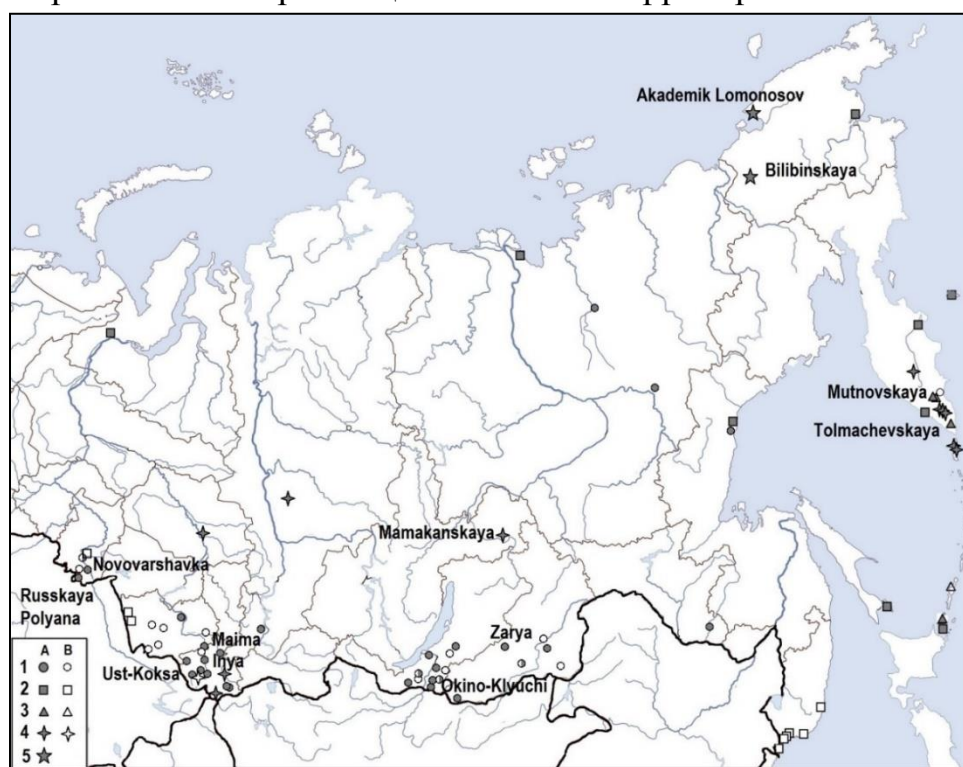 Akademik Lomonosov
Bilibinskaya
Mutnovskaya
Tolmachevskaya
Mamakanskaya
Novovarshavka
Russkaya
Polyana
Maima
Zarya
Inya
Ust-Koksa
Okino-Klyuchi
A B
1
2
3
4
5